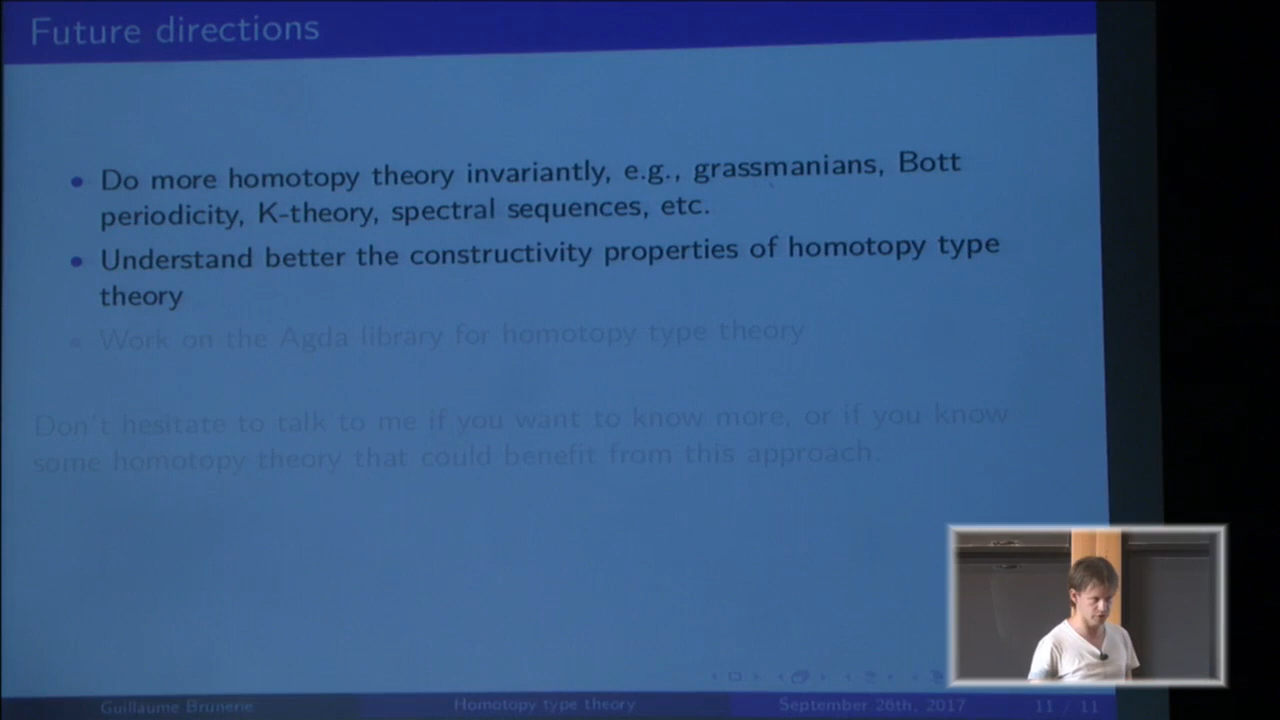 Future directions
• Do more homotopy theory invariantly, e.g., grassmanians, Bott
periodicity, K-theory, spectral sequences, etc.
• Understand better the constructivity properties of homotopy type
theory
• Work on the Agda library for homotopy type theory
Don't hesitate to talk to me if you want to know more, or if you know
some homotopy theory that could benefit from this approach.
Guillaume Brunerie Homotopy type theory September 26th, 2017 11 / 11